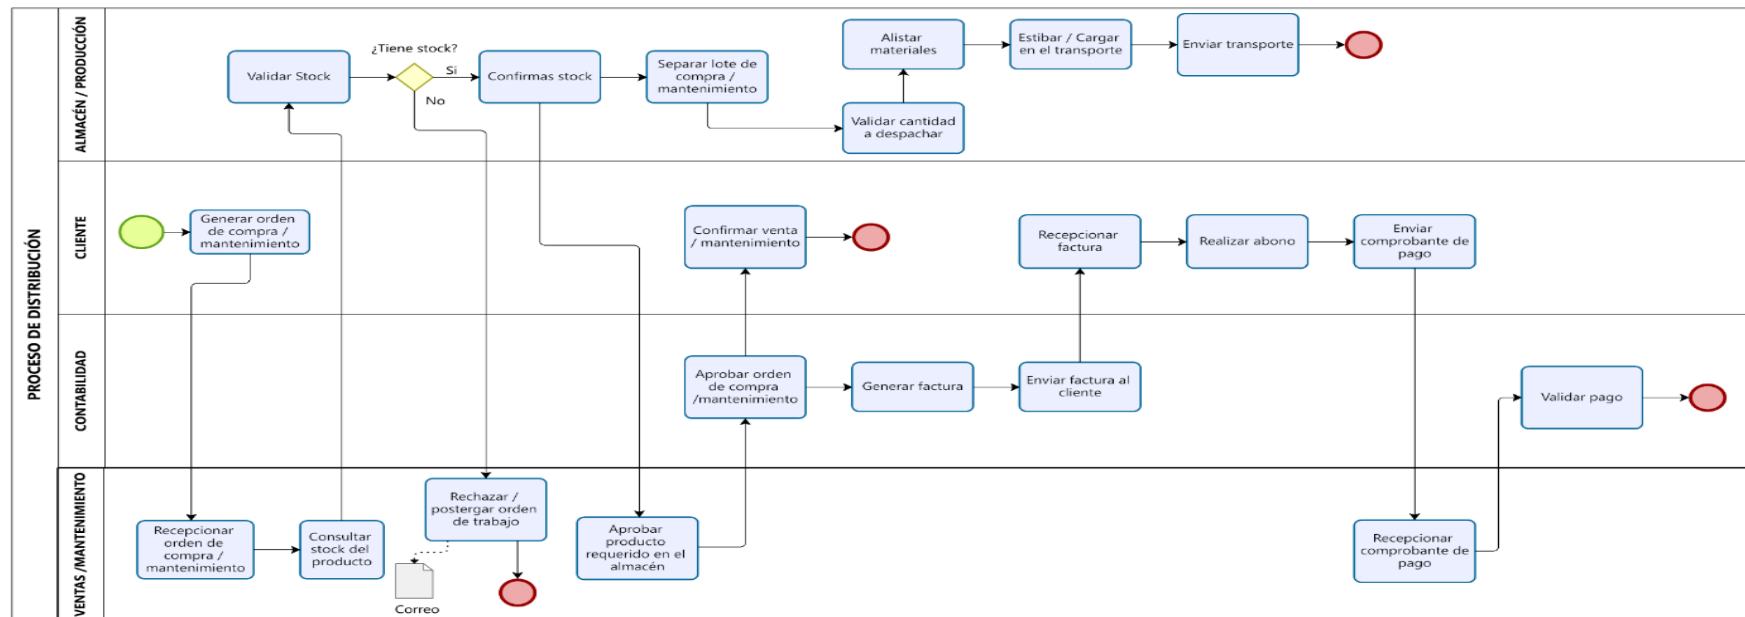 PROCESO DE DISTRIBUCIÓN
ALMACÉN / PRODUCCIÓN
Validar Stock
¿Tiene stock?
Si
No
Confirmas stock
Separar lote de
compra /
mantenimiento
Alistar
materiales
Validar cantidad
a despachar
Estibar / Cargar
en el transporte
Enviar transporte
CLIENTE
Generar orden
de compra /
mantenimiento
Confirmar venta
/ mantenimiento
Recepcionar
factura
Realizar abono
Enviar
comprobante de
pago
CONTABILIDAD
Aprobar orden
de compra
/mantenimiento
Generar factura
Enviar factura al
cliente
Validar pago
VENTAS /MANTENIMIENTO
Recepcionar
orden de
compra /
mantenimiento
Consultar
stock del
producto
Rechazar /
postergar orden
de trabajo
Correo
Aprobar
producto
requerido en el
almacén
Recepcionar
comprobante de
pago